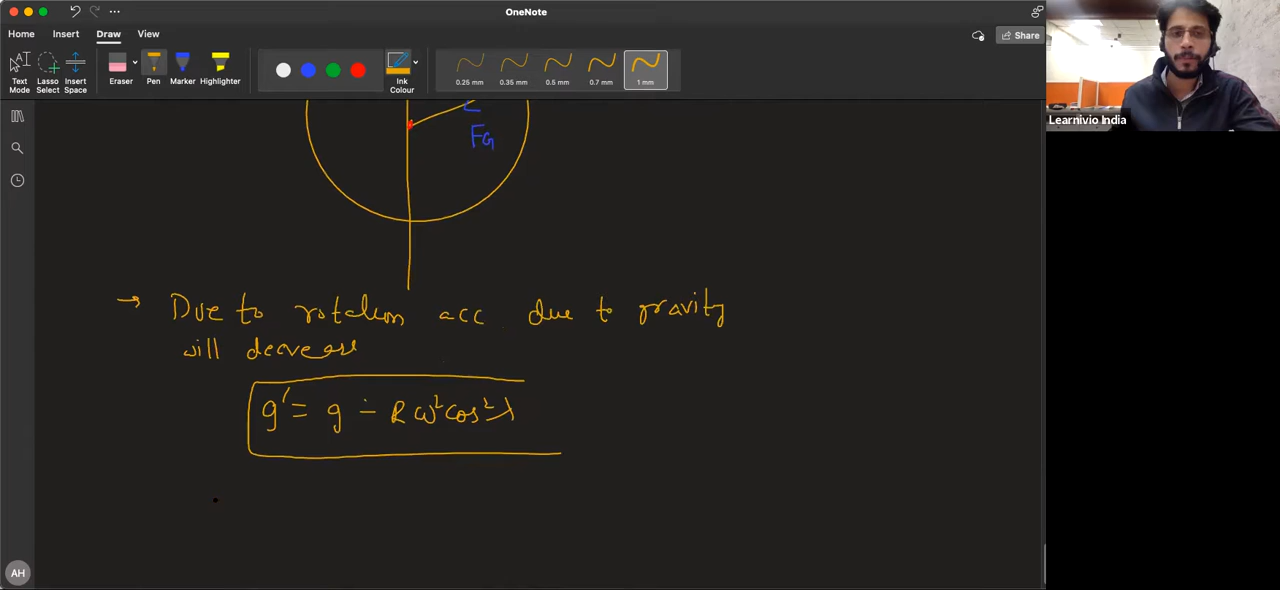 OneNote
Home Insert Draw View
Share
Text Mode
Lasso Select
Insert Space
Eraser
Pen
Marker
Highlighter
Ink Colour
0.25 mm
0.35 mm
0.5 mm
0.7 mm
1 mm
Learnivio India
FG
→ Due to rotation acc due to gravity
will decrease
g' = g - Rω²cos²λ
AH